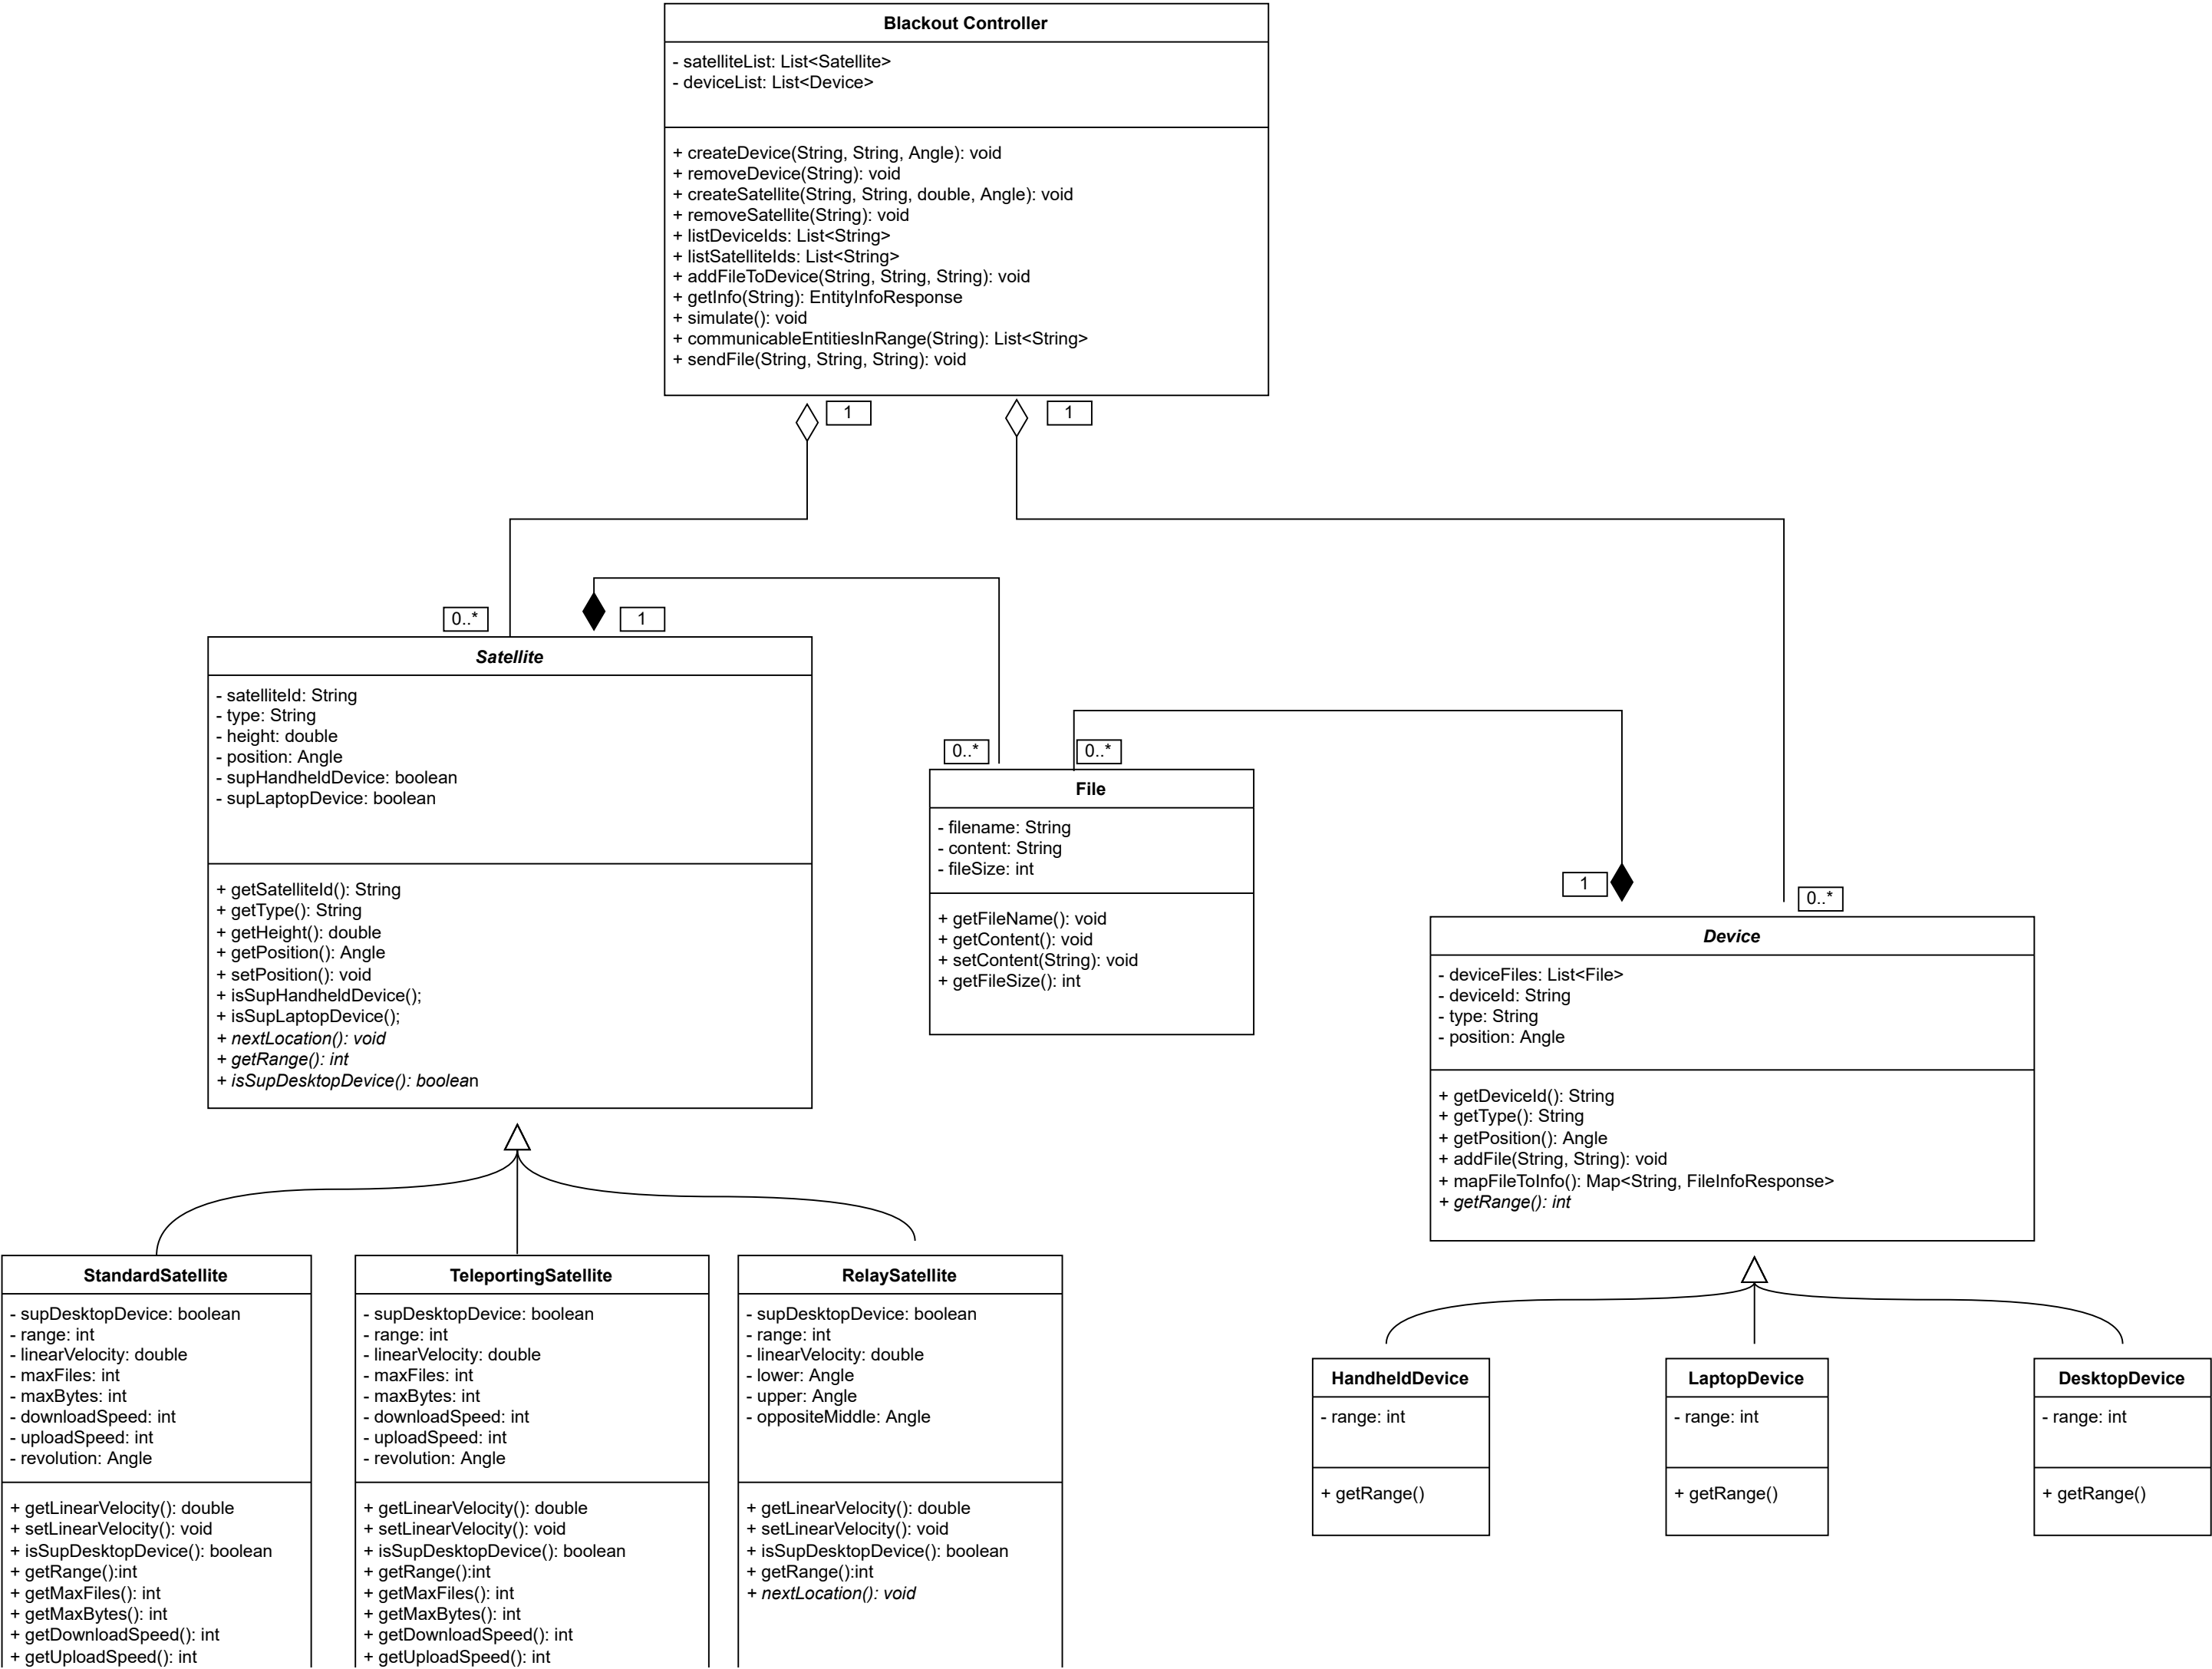 Blackout Controller
- satelliteList: List<Satellite>
- deviceList: List<Device>
+ createDevice(String, String, Angle): void
+ removeDevice(String): void
+ createSatellite(String, String, double, Angle): void
+ removeSatellite(String): void
+ listDeviceIds: List<String>
+ listSatelliteIds: List<String>
+ addFileToDevice(String, String, String): void
+ getInfo(String): EntityInfoResponse
+ simulate(): void
+ communicableEntitiesInRange(String): List<String>
+ sendFile(String, String, String): void
1
1
0..*
1
Satellite
- satelliteId: String
- type: String
- height: double
- position: Angle
- supHandheldDevice: boolean
- supLaptopDevice: boolean
+ getSatelliteId(): String
+ getType(): String
+ getHeight(): double
+ getPosition(): Angle
+ setPosition(): void
+ isSupHandheldDevice();
+ isSupLaptopDevice();
+ nextLocation(): void
+ getRange(): int
+ isSupDesktopDevice(): boolean
0..*
0..*
File
- filename: String
- content: String
- fileSize: int
+ getFileName(): void
+ getContent(): void
+ setContent(String): void
+ getFileSize(): int
1
0..*
Device
- deviceFiles: List<File>
- deviceId: String
- type: String
- position: Angle
+ getDeviceId(): String
+ getType(): String
+ getPosition(): Angle
+ addFile(String, String): void
+ mapFileToInfo(): Map<String, FileInfoResponse>
+ getRange(): int
StandardSatellite
- supDesktopDevice: boolean
- range: int
- linearVelocity: double
- maxFiles: int
- maxBytes: int
- downloadSpeed: int
- uploadSpeed: int
- revolution: Angle
+ getLinearVelocity(): double
+ setLinearVelocity(): void
+ isSupDesktopDevice(): boolean
+ getRange():int
+ getMaxFiles(): int
+ getMaxBytes(): int
+ getDownloadSpeed(): int
+ getUploadSpeed(): int
TeleportingSatellite
- supDesktopDevice: boolean
- range: int
- linearVelocity: double
- maxFiles: int
- maxBytes: int
- downloadSpeed: int
- uploadSpeed: int
- revolution: Angle
+ getLinearVelocity(): double
+ setLinearVelocity(): void
+ isSupDesktopDevice(): boolean
+ getRange():int
+ getMaxFiles(): int
+ getMaxBytes(): int
+ getDownloadSpeed(): int
+ getUploadSpeed(): int
RelaySatellite
- supDesktopDevice: boolean
- range: int
- linearVelocity: double
- lower: Angle
- upper: Angle
- oppositeMiddle: Angle
+ getLinearVelocity(): double
+ setLinearVelocity(): void
+ isSupDesktopDevice(): boolean
+ getRange():int
+ nextLocation(): void
HandheldDevice
- range: int
+ getRange()
LaptopDevice
- range: int
+ getRange()
DesktopDevice
- range: int
+ getRange()